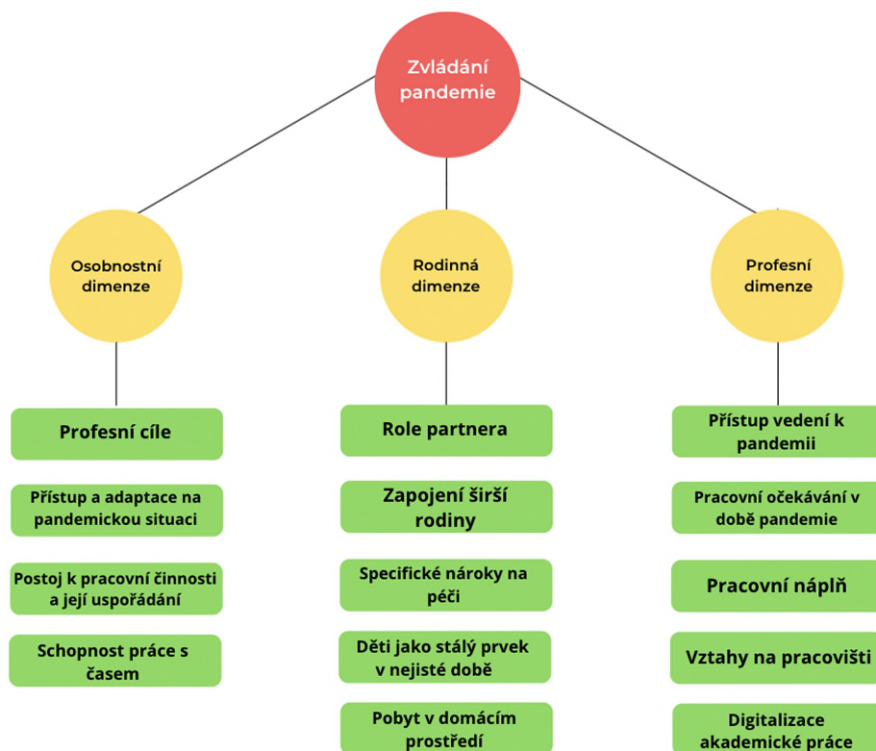 Zvládání
pandemie
Osobnostní
dimenze
Rodinná
dimenze
Profesní
dimenze
Profesní cíle
Přístup a adaptace na
pandemickou situaci
Postoj k pracovní činnosti
a její uspořádání
Schopnost práce s
časem
Role partnera
Zapojení širší
rodiny
Specifické nároky na
péči
Děti jako stálý prvek
v nejisté době
Pobyt v domácím
prostředí
Přístup vedení k
pandemii
Pracovní očekávání v
době pandemie
Pracovní náplň
Vztahy na pracovišti
Digitalizace
akademické práce